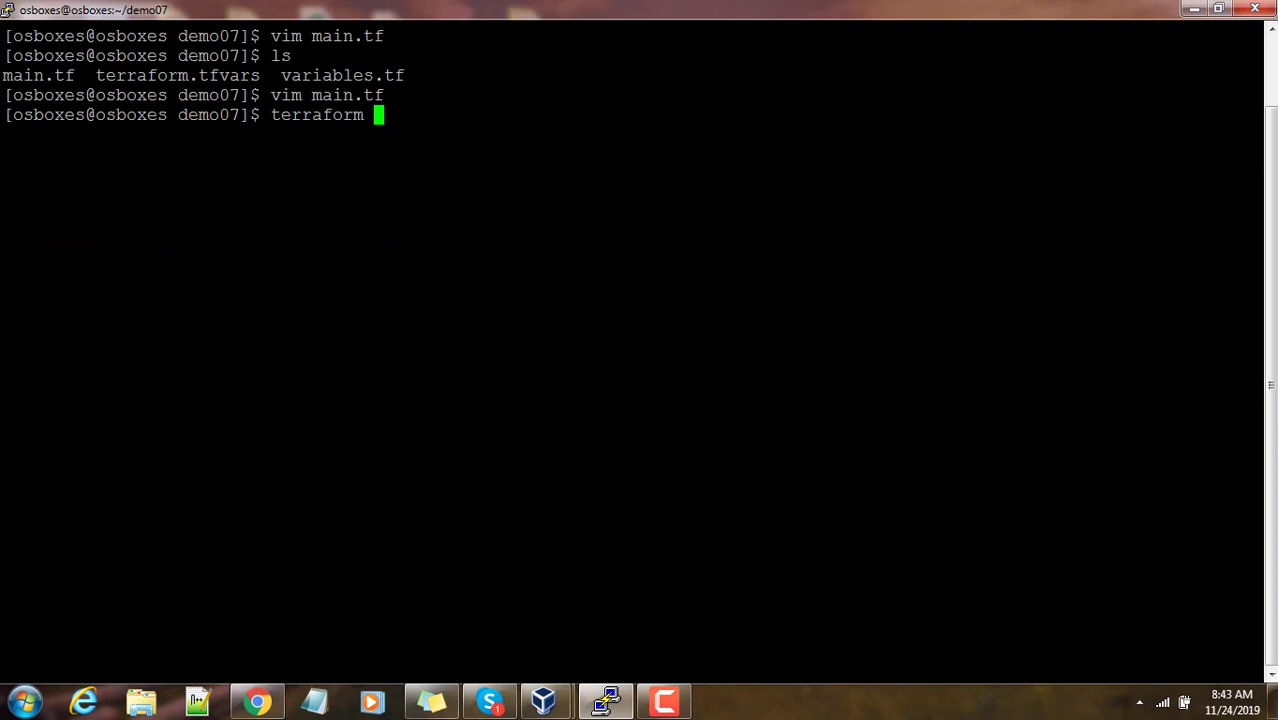 osboxes@osboxes:~/demo07
[osboxes@osboxes demo07]$ vim main.tf
[osboxes@osboxes demo07]$ ls
main.tf  terraform.tfvars  variables.tf
[osboxes@osboxes demo07]$ vim main.tf
[osboxes@osboxes demo07]$ terraform
1
8:43 AM
11/24/2019